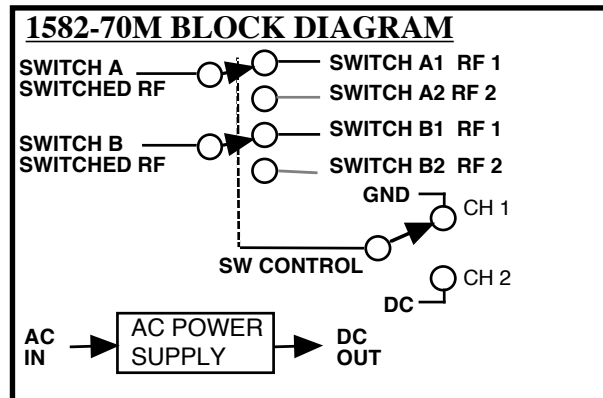 1582-70M BLOCK DIAGRAM
SWITCH A
SWITCHED RF
SWITCH A1 RF 1
SWITCH A2 RF 2
SWITCH B
SWITCHED RF
SWITCH B1 RF 1
SWITCH B2 RF 2
GND
CH 1
SW CONTROL
CH 2
DC
AC
IN
AC POWER
SUPPLY
DC
OUT